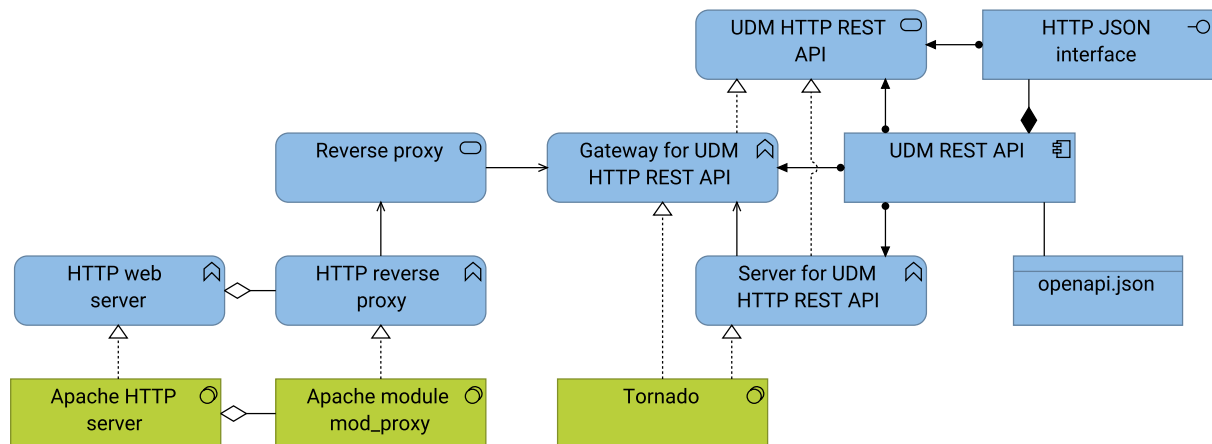 UDM HTTP REST
API
HTTP JSON
interface
Reverse proxy
Gateway for UDM
HTTP REST API
UDM REST API
HTTP web
server
HTTP reverse
proxy
Server for UDM
HTTP REST API
openapi.json
Apache HTTP
server
Apache module
mod_proxy
Tornado